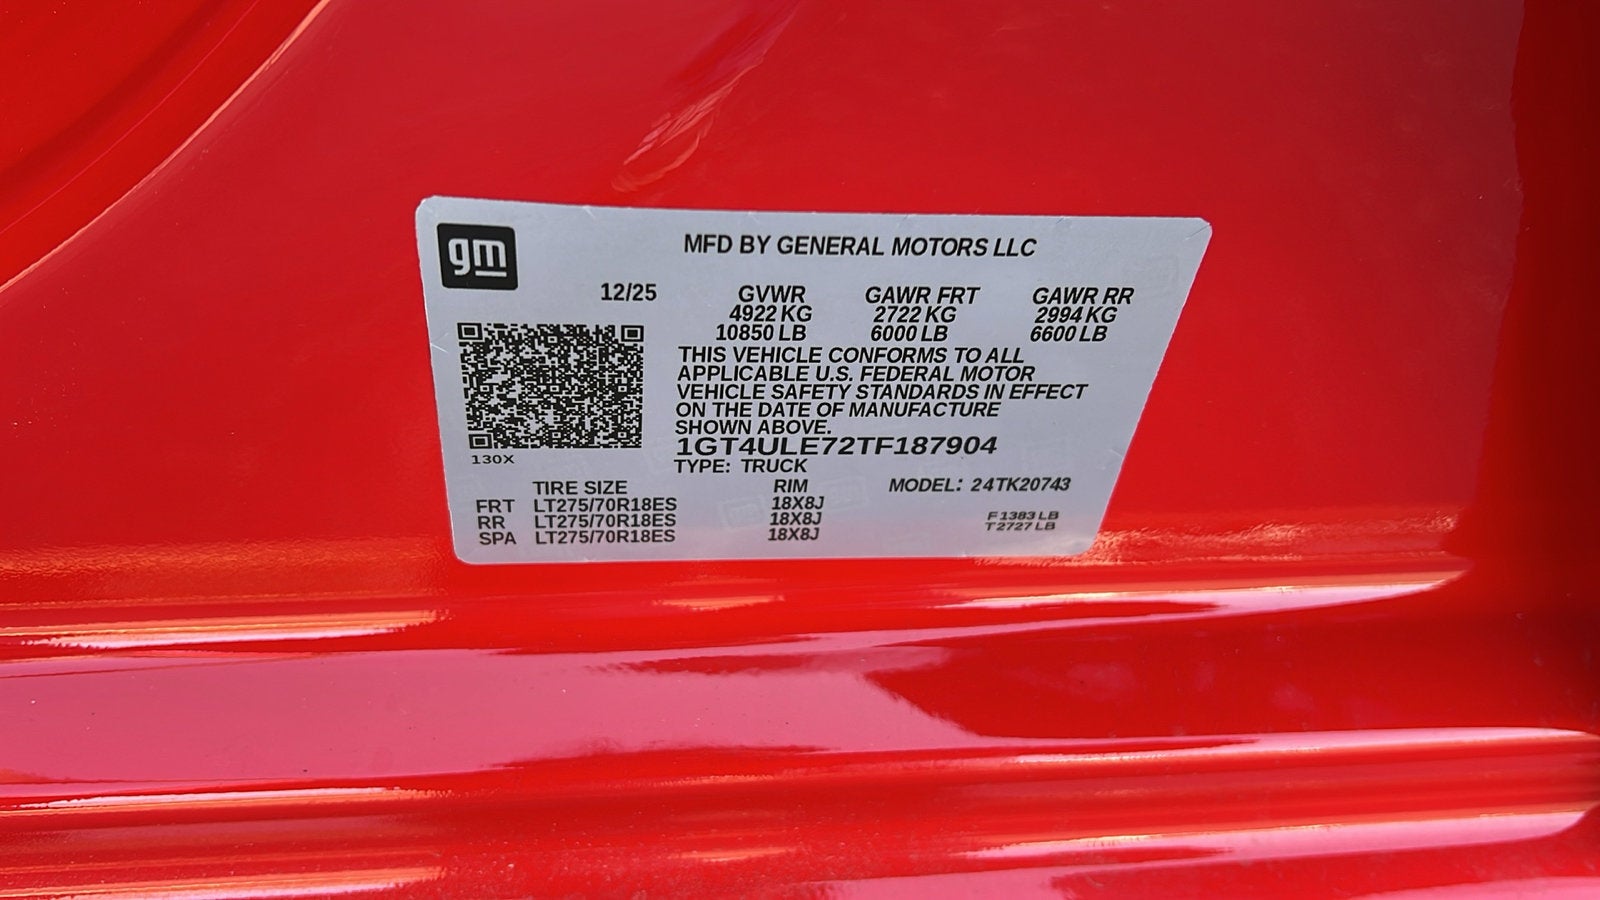 gm
MFD BY GENERAL MOTORS LLC
12/25 GVWR GAWR FRT GAWR RR
4922 KG 2722 KG 2994 KG
10850 LB 6000 LB 6600 LB
THIS VEHICLE CONFORMS TO ALL
APPLICABLE U.S. FEDERAL MOTOR
VEHICLE SAFETY STANDARDS IN EFFECT
ON THE DATE OF MANUFACTURE
SHOWN ABOVE.
1GT4ULE72TF187904
130X
TYPE: TRUCK
TIRE SIZE RIM MODEL: 24TK20743
FRT LT275/70R18ES 18X8J
RR LT275/70R18ES 18X8J
SPA LT275/70R18ES 18X8J
F 1383 LB
T 2727 LB